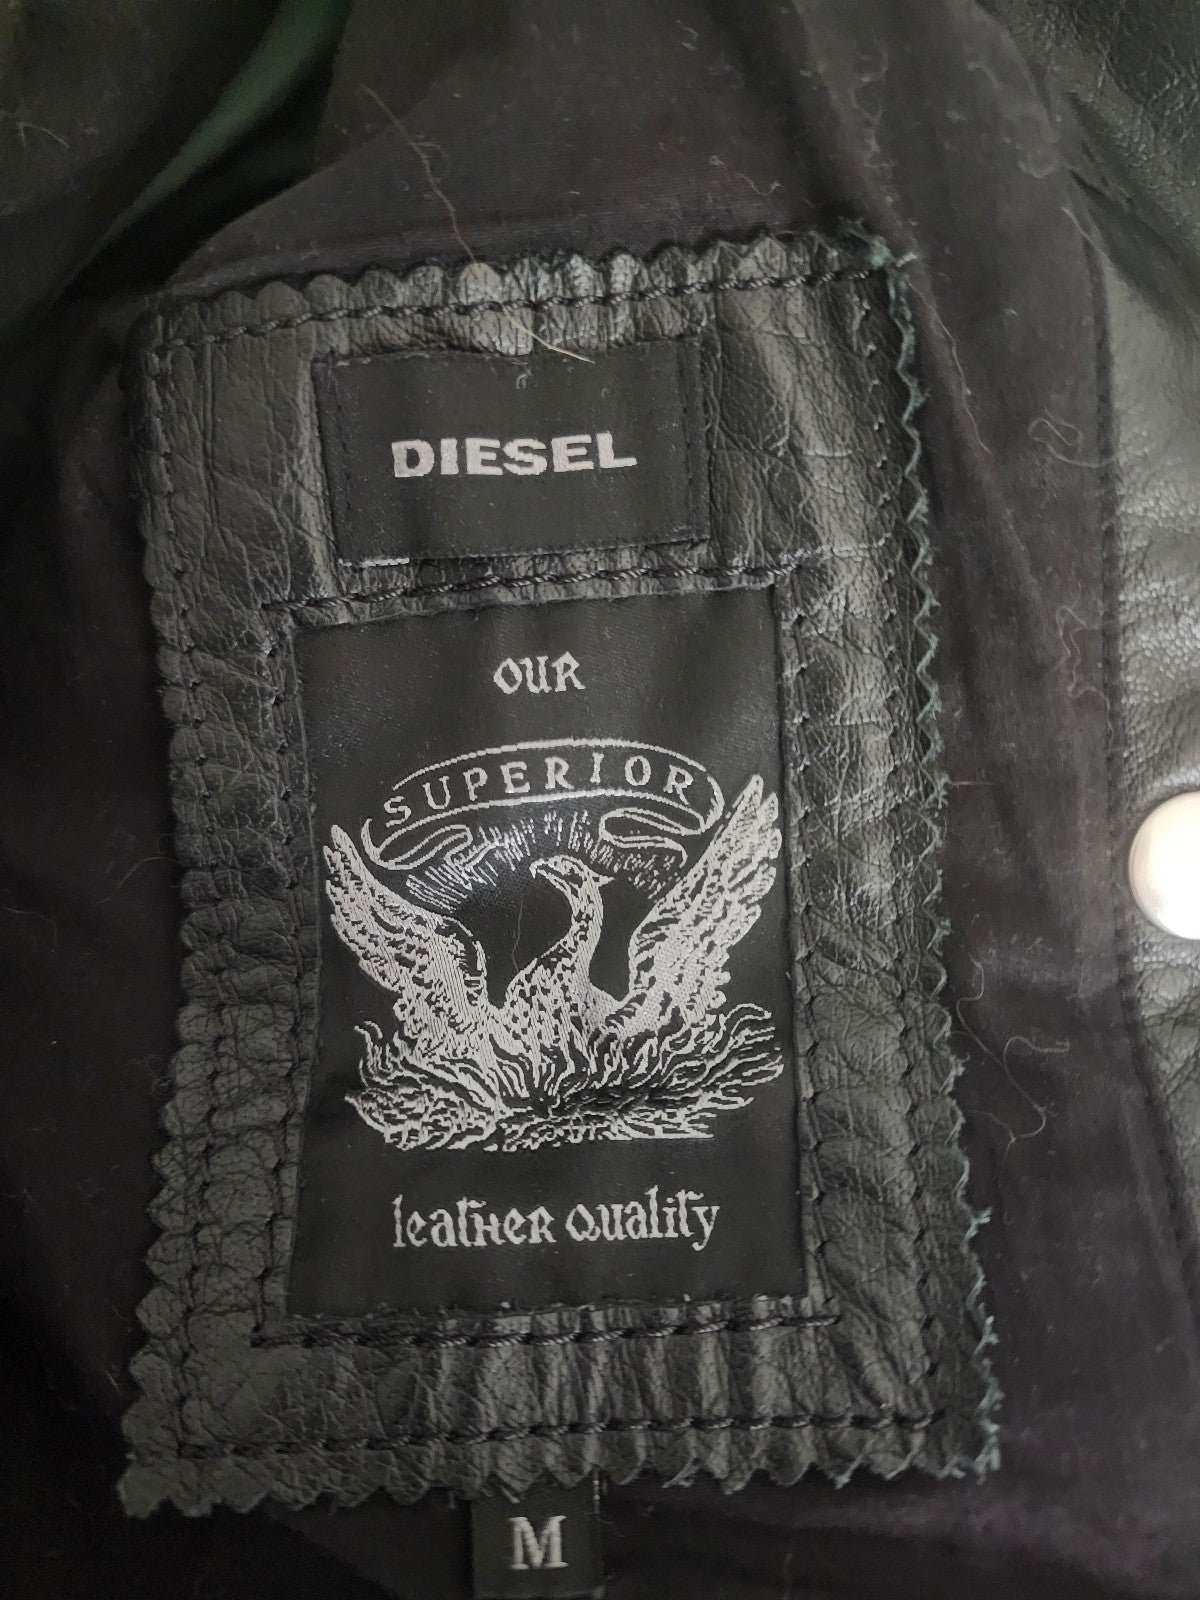 DIESEL
OUR
SUPERIOR
leather Quality
M